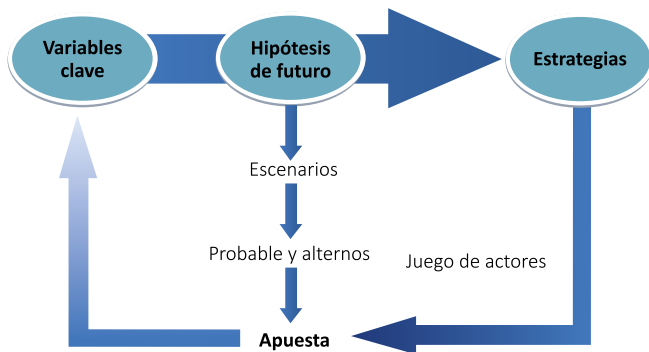 Variables
clave
Hipótesis
de futuro
Estrategias
Escenarios
Probable y alternos
Juego de actores
Apuesta